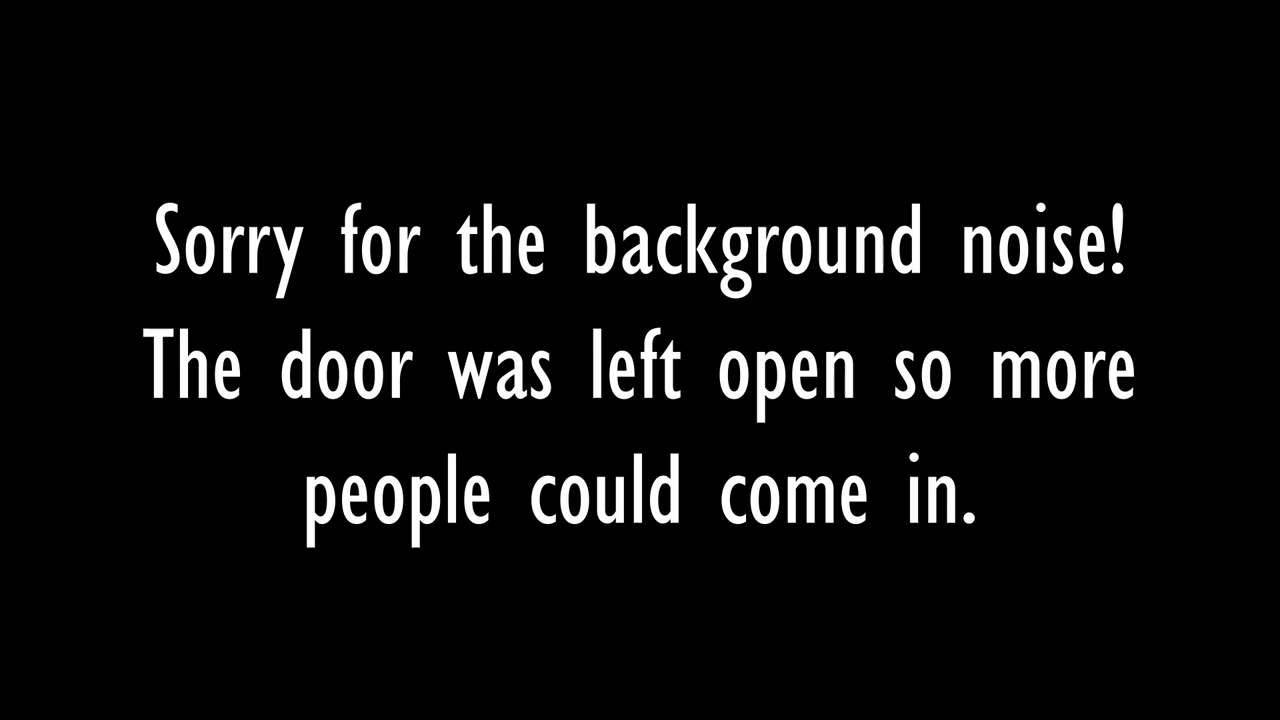 Sorry for the background noise!
The door was left open so more
people could come in.